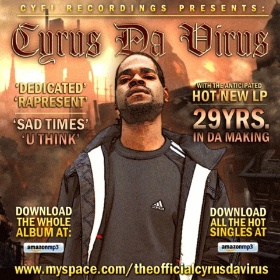 CYFI RECORDINGS PRESENTS:
Cyrus Da Virus
'DEDICATED'
'RAPRESENT'
'SAD TIMES'
'U THINK'
WITH THE ANTICIPATED
HOT NEW LP
29YRS.
IN DA MAKING
adidas
DOWNLOAD
THE WHOLE
ALBUM AT:
amazonmp3
DOWNLOAD
ALL THE HOT
SINGLES AT
amazonmp3
www.myspace.com/theofficialcyrusdavirus